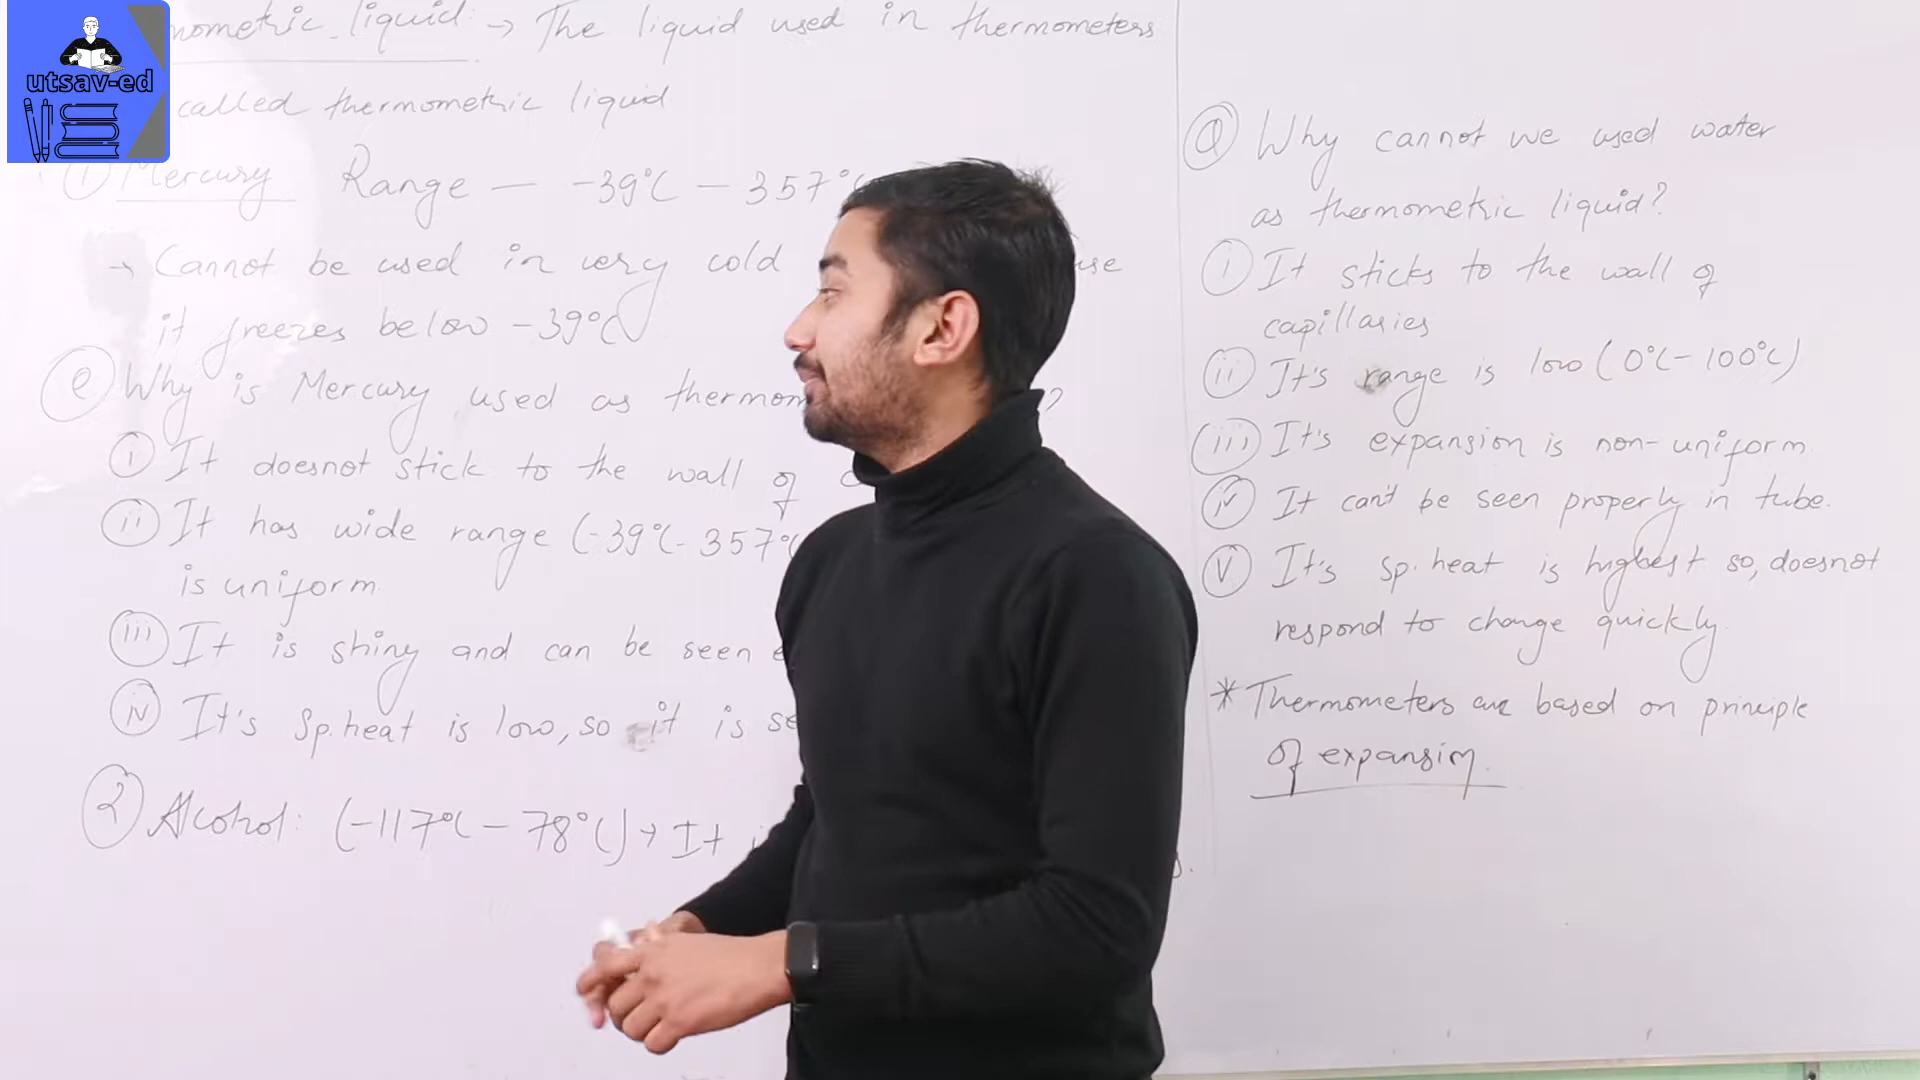 utsav-ed
mometric liquid: → The liquid used in thermometers
called thermometric liquid
① Mercury Range — -39°C - 357°C
→ Cannot be used in very cold use
it freezes below -39°C
Q Why is Mercury used as thermom ?
i It doesnot stick to the wall of c
ii It has wide range (-39°C - 357°C
is uniform.
iii It is shiny and can be seen e
iv It's Sp.heat is low, so it is se
② Alcohol: (-117°C - 78°C) → It i s.
Q Why cannot we used water
as thermometric liquid?
i It sticks to the wall of
capillaries
ii It's range is low (0°C - 100°C)
iii It's expansion is non-uniform.
iv It can't be seen properly in tube.
v It's sp. heat is highest so, doesnot
respond to change quickly.
* Thermometers are based on principle
of expansion.